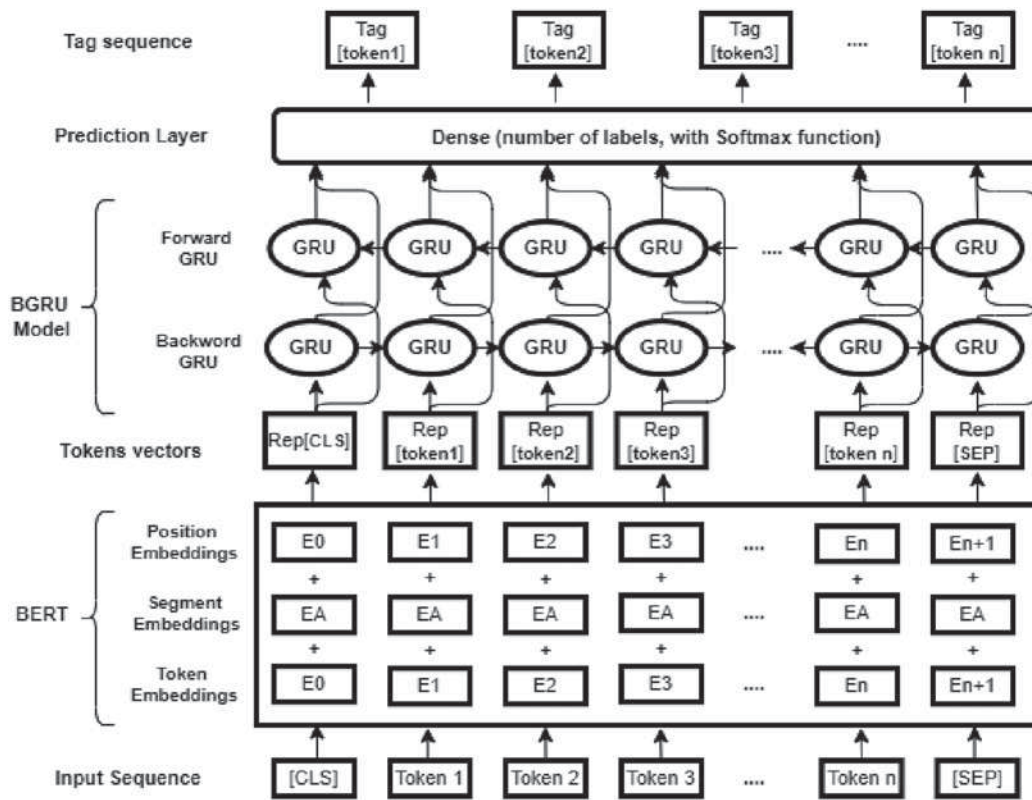 Tag sequence
Tag
[token1]
Tag
[token2]
Tag
[token3]
....
Tag
[token n]
Prediction Layer
Dense (number of labels, with Softmax function)
BGRU
Model
Forward
GRU
GRU GRU GRU GRU .... GRU GRU
Backword
GRU
GRU GRU GRU GRU .... GRU GRU
Tokens vectors
Rep[CLS]
Rep
[token1]
Rep
[token2]
Rep
[token3]
Rep
[token n]
Rep
[SEP]
BERT
Position
Embeddings
E0 E1 E2 E3 .... En En+1
+ + + + + +
Segment
Embeddings
EA EA EA EA .... EA EA
+ + + + + +
Token
Embeddings
E0 E1 E2 E3 .... En En+1
Input Sequence
[CLS] Token 1 Token 2 Token 3 .... Token n [SEP]